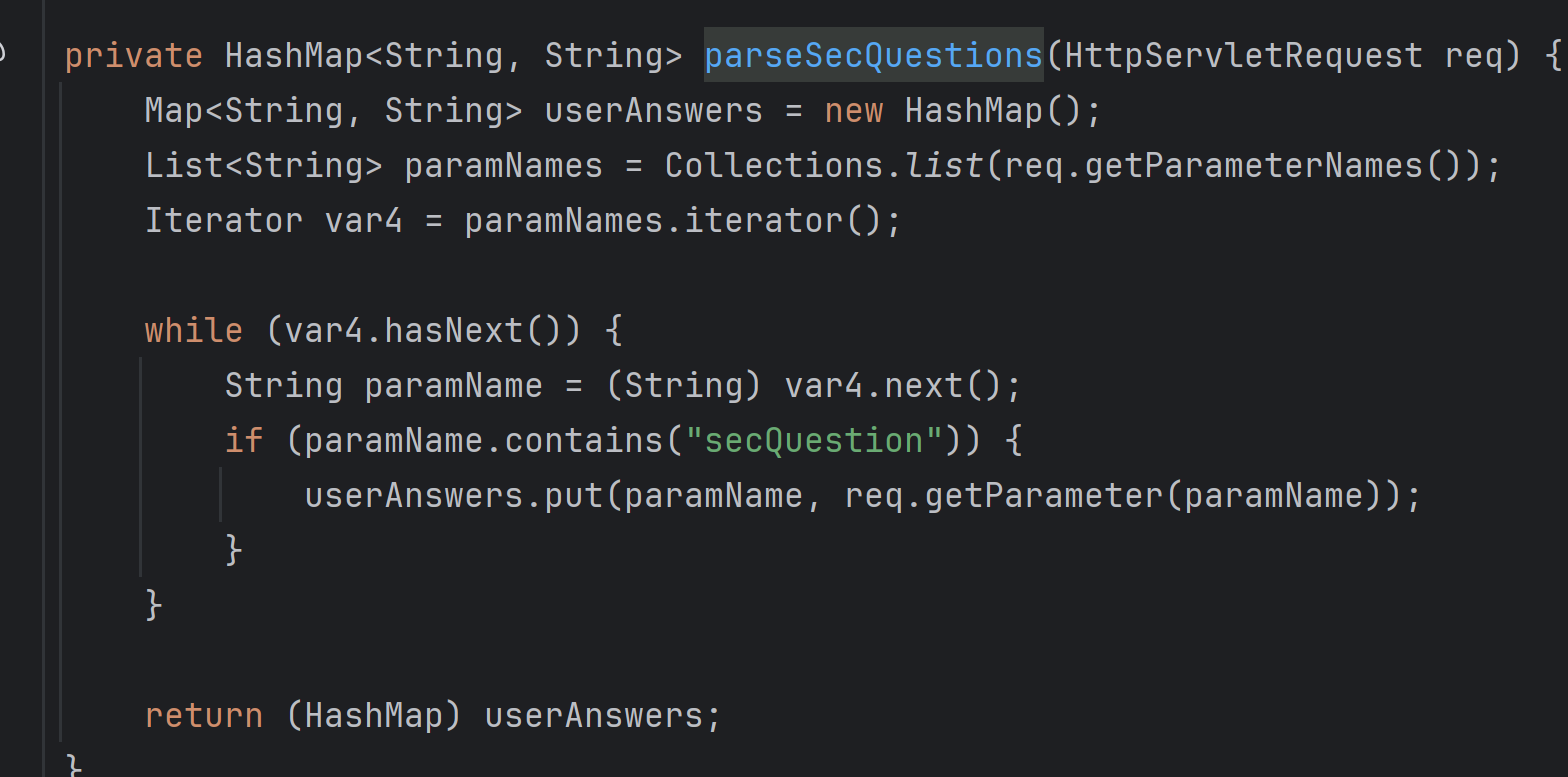 private HashMap<String, String> parseSecQuestions(HttpServletRequest req) {
Map<String, String> userAnswers = new HashMap();
List<String> paramNames = Collections.list(req.getParameterNames());
Iterator var4 = paramNames.iterator();
while (var4.hasNext()) {
String paramName = (String) var4.next();
if (paramName.contains("secQuestion")) {
userAnswers.put(paramName, req.getParameter(paramName));
}
}
return (HashMap) userAnswers;
}